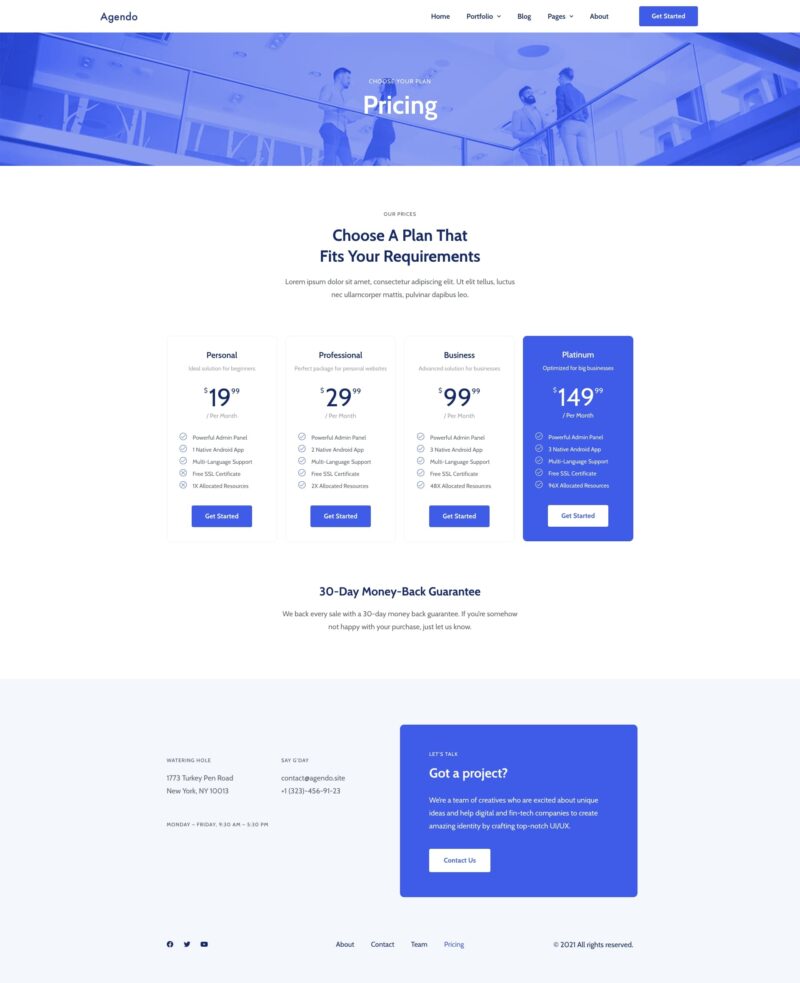 Agendo
Home Portfolio Blog Pages About Get Started
CHOOSE YOUR PLAN
Pricing
OUR PRICES
Choose A Plan That
Fits Your Requirements
Lorem ipsum dolor sit amet, consectetur adipiscing elit. Ut elit tellus, luctus
nec ullamcorper mattis, pulvinar dapibus leo.
Personal
Ideal solution for beginners
$19.99
/ Per Month
Powerful Admin Panel
1 Native Android App
Multi-Language Support
Free SSL Certificate
1X Allocated Resources
Get Started
Professional
Perfect package for personal websites
$29.99
/ Per Month
Powerful Admin Panel
2 Native Android App
Multi-Language Support
Free SSL Certificate
2X Allocated Resources
Get Started
Business
Advanced solution for businesses
$99.99
/ Per Month
Powerful Admin Panel
3 Native Android App
Multi-Language Support
Free SSL Certificate
48X Allocated Resources
Get Started
Platinum
Optimized for big businesses
$149.99
/ Per Month
Powerful Admin Panel
3 Native Android App
Multi-Language Support
Free SSL Certificate
96X Allocated Resources
Get Started
30-Day Money-Back Guarantee
We back every sale with a 30-day money back guarantee. If you're somehow
not happy with your purchase, just let us know.
WATERING HOLE
1773 Turkey Pen Road
New York, NY 10013
SAY G'DAY
contact@agendo.site
+1 (323)-456-91-23
MONDAY – FRIDAY, 9:30 AM – 5:30 PM
LET'S TALK
Got a project?
We're a team of creatives who are excited about unique
ideas and help digital and fin-tech companies to create
amazing identity by crafting top-notch UI/UX.
Contact Us
About Contact Team Pricing
© 2021 All rights reserved.